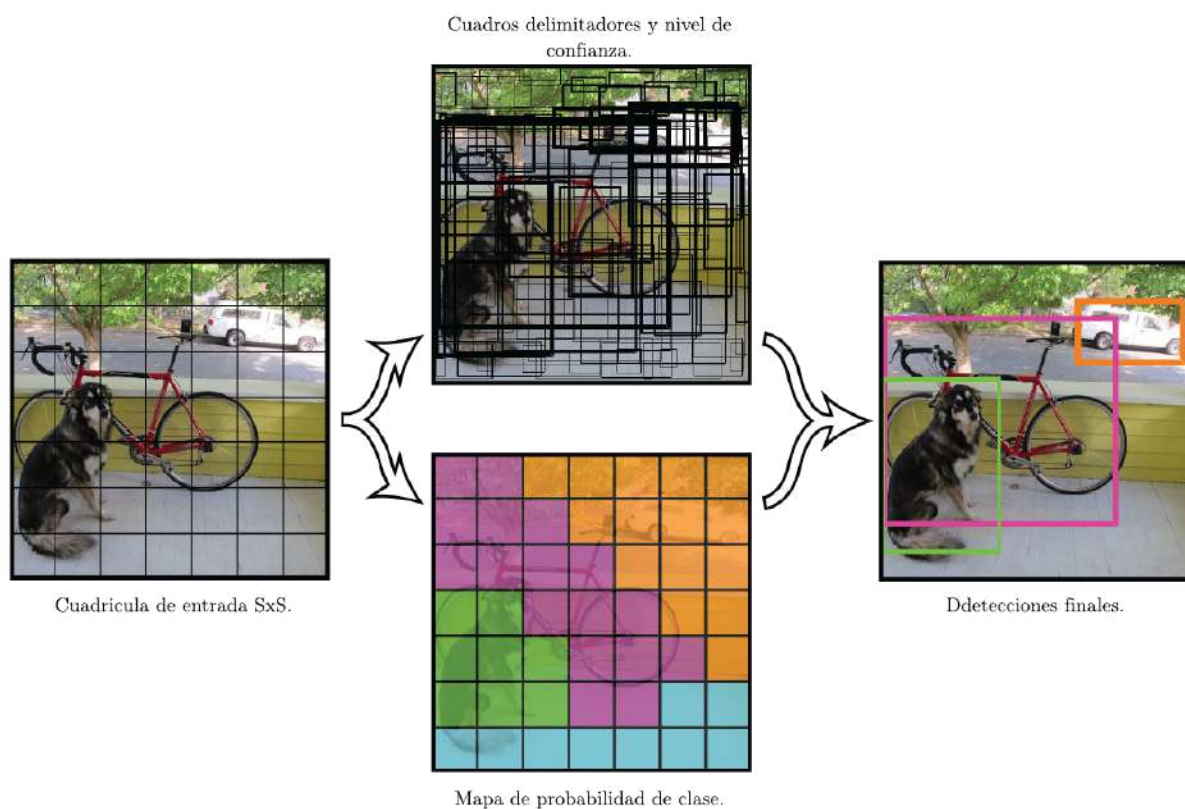 Cuadros delimitadores y nivel de
confianza.
Cuadricula de entrada SxS.
Ddetecciones finales.
Mapa de probabilidad de clase.